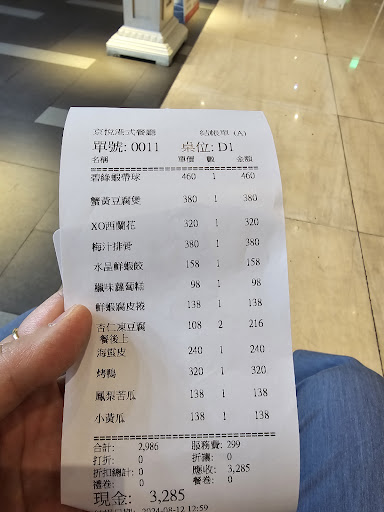 京悅港式餐廳 結帳單 (A)
單號: 0011 桌位: D1
名稱 單價 數 金額
碧綠蝦帶球 460 1 460
蟹黃豆腐煲 380 1 380
XO西蘭花 320 1 320
梅汁排骨 380 1 380
水晶鮮蝦餃 158 1 158
臘味蘿蔔糕 98 1 98
鮮蝦腐皮捲 138 1 138
杏仁凍豆腐 108 2 216
餐後上
海蜇皮 240 1 240
烤鴨 320 1 320
鳳梨苦瓜 138 1 138
小黃瓜 138 1 138
合計: 2,986 服務費: 299
打折: 0 折讓: 0
折扣總計: 0 應收: 3,285
禮卷: 0 餐卷: 0
現金: 3,285
2024-08-12 12:59